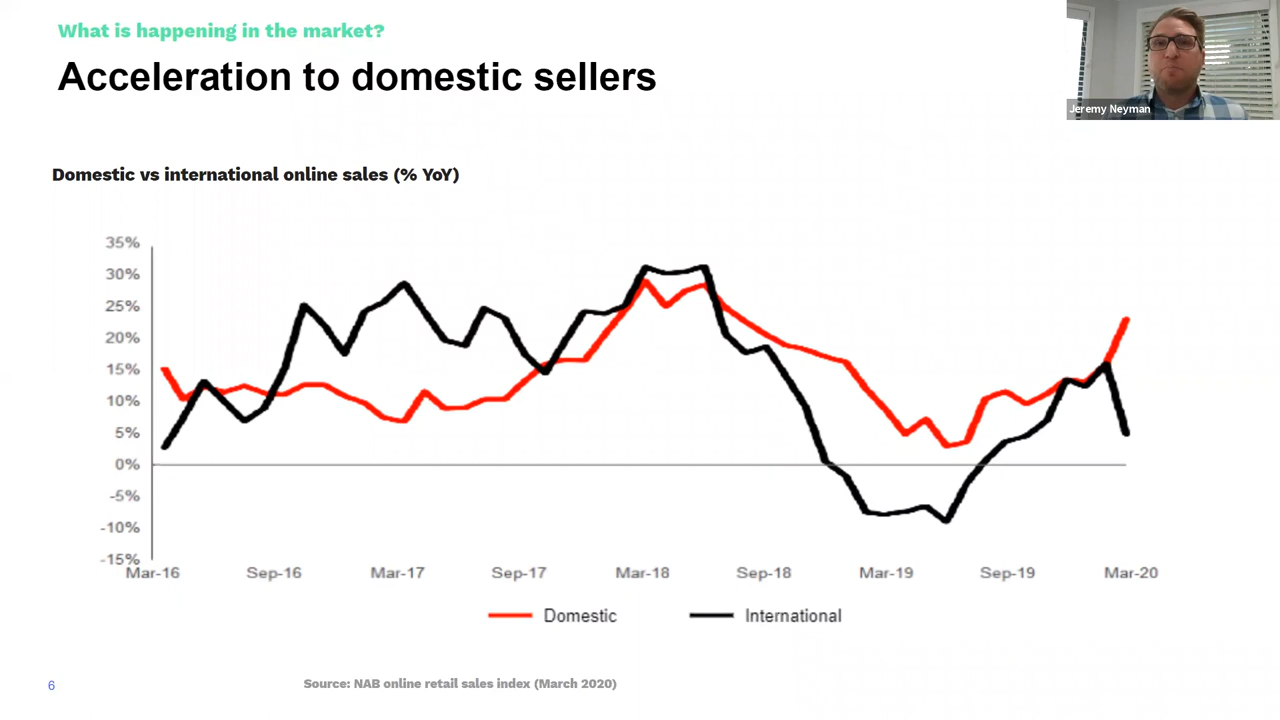 What is happening in the market?
Acceleration to domestic sellers
Jeremy Neyman
Domestic vs international online sales (% YoY)
35%
30%
25%
20%
15%
10%
5%
0%
-5%
-10%
-15%
Mar-16 Sep-16 Mar-17 Sep-17 Mar-18 Sep-18 Mar-19 Sep-19 Mar-20
Domestic International
6 Source: NAB online retail sales index (March 2020)